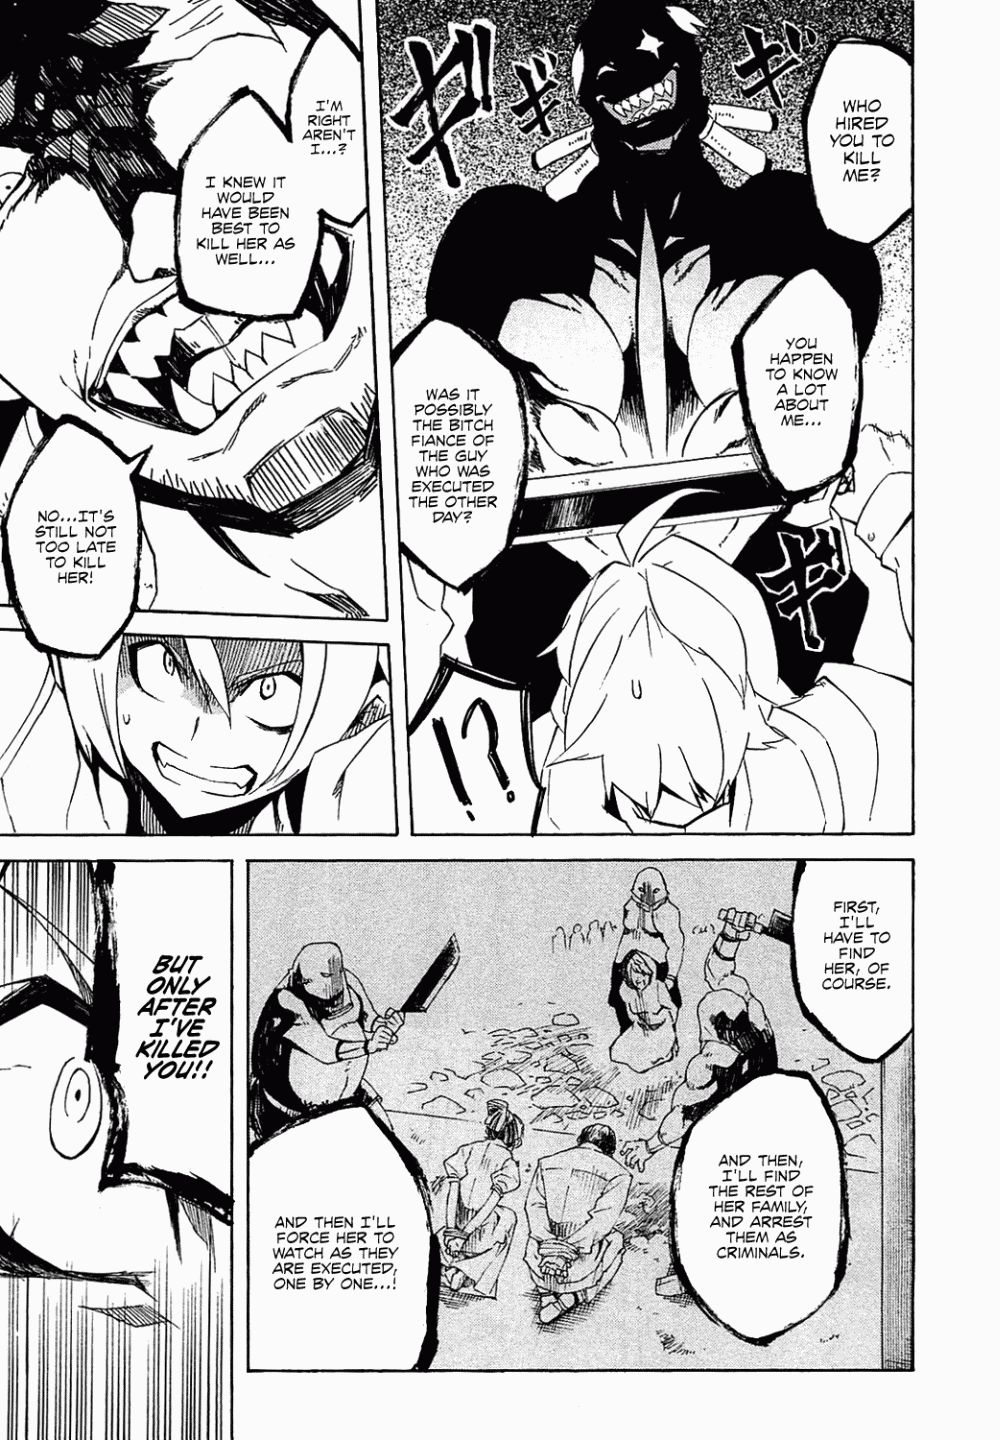 WHO
HIRED
YOU TO
KILL
ME?
YOU
HAPPEN
TO KNOW
A LOT
ABOUT
ME...
WAS IT
POSSIBLY
THE BITCH
FIANCE OF
THE GUY
WHO WAS
EXECUTED
THE OTHER
DAY?
ギ
ギ
ギ
ギ
!?
I'M
RIGHT
AREN'T
I...?
I KNEW IT
WOULD
HAVE BEEN
BEST TO
KILL HER AS
WELL...
NO...IT'S
STILL NOT
TOO LATE
TO KILL
HER!
FIRST,
I'LL
HAVE TO
FIND
HER, OF
COURSE.
AND THEN,
I'LL FIND
THE REST OF
HER FAMILY,
AND ARREST
THEM AS
CRIMINALS.
AND THEN I'LL
FORCE HER TO
WATCH AS THEY
ARE EXECUTED,
ONE BY ONE...!
BUT
ONLY
AFTER
I'VE
KILLED
YOU!!